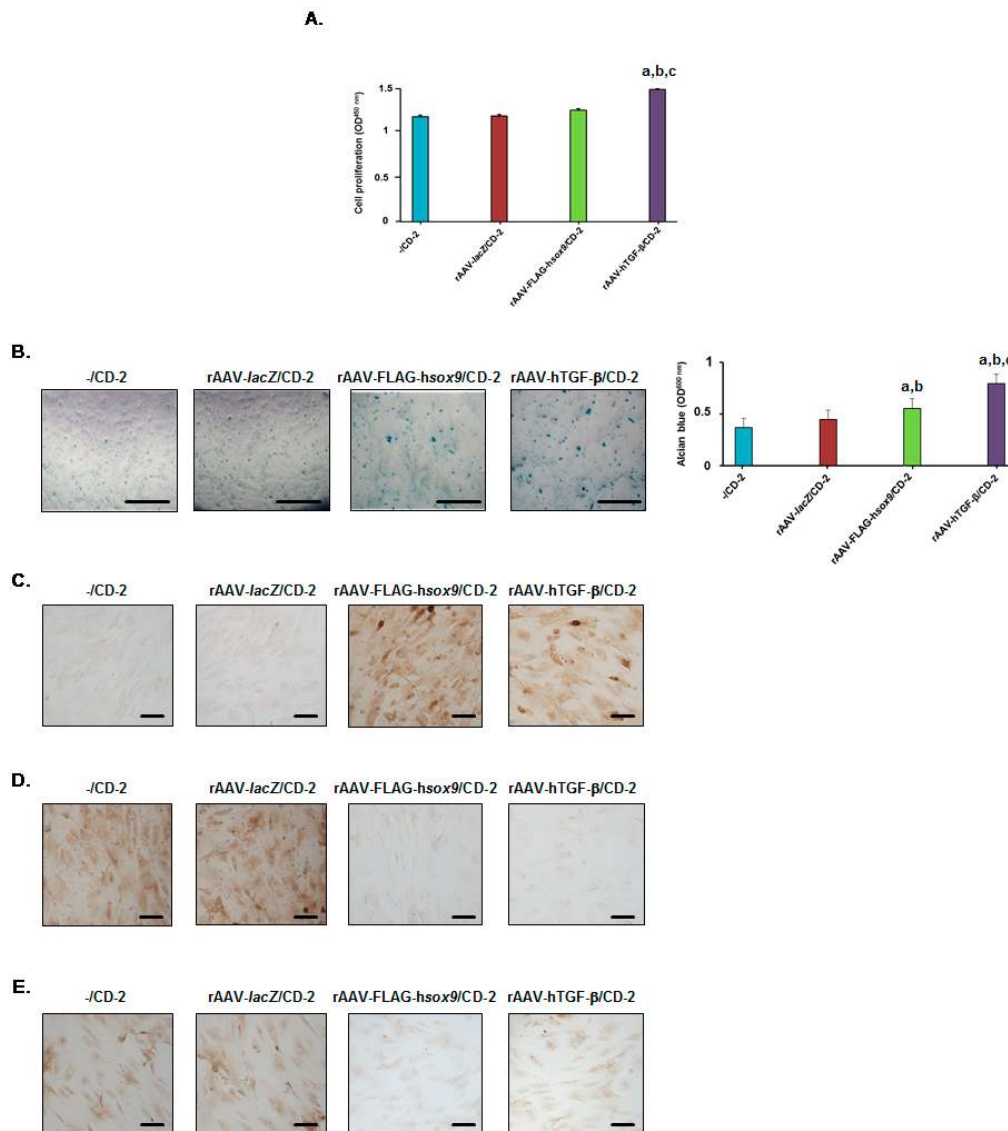 A.
a,b,c
1.5
1
0.5
0
Cell proliferation (OD450 nm)
-/CD-2
rAAV-lacZ/CD-2
rAAV-FLAG-hsox9/CD-2
rAAV-hTGF-β/CD-2
B.
-/CD-2 rAAV-lacZ/CD-2 rAAV-FLAG-hsox9/CD-2 rAAV-hTGF-β/CD-2
a,b,c
a,b
1
0.5
0
Alcian blue (OD600 nm)
-/CD-2
rAAV-lacZ/CD-2
rAAV-FLAG-hsox9/CD-2
rAAV-hTGF-β/CD-2
C.
-/CD-2 rAAV-lacZ/CD-2 rAAV-FLAG-hsox9/CD-2 rAAV-hTGF-β/CD-2
D.
-/CD-2 rAAV-lacZ/CD-2 rAAV-FLAG-hsox9/CD-2 rAAV-hTGF-β/CD-2
E.
-/CD-2 rAAV-lacZ/CD-2 rAAV-FLAG-hsox9/CD-2 rAAV-hTGF-β/CD-2